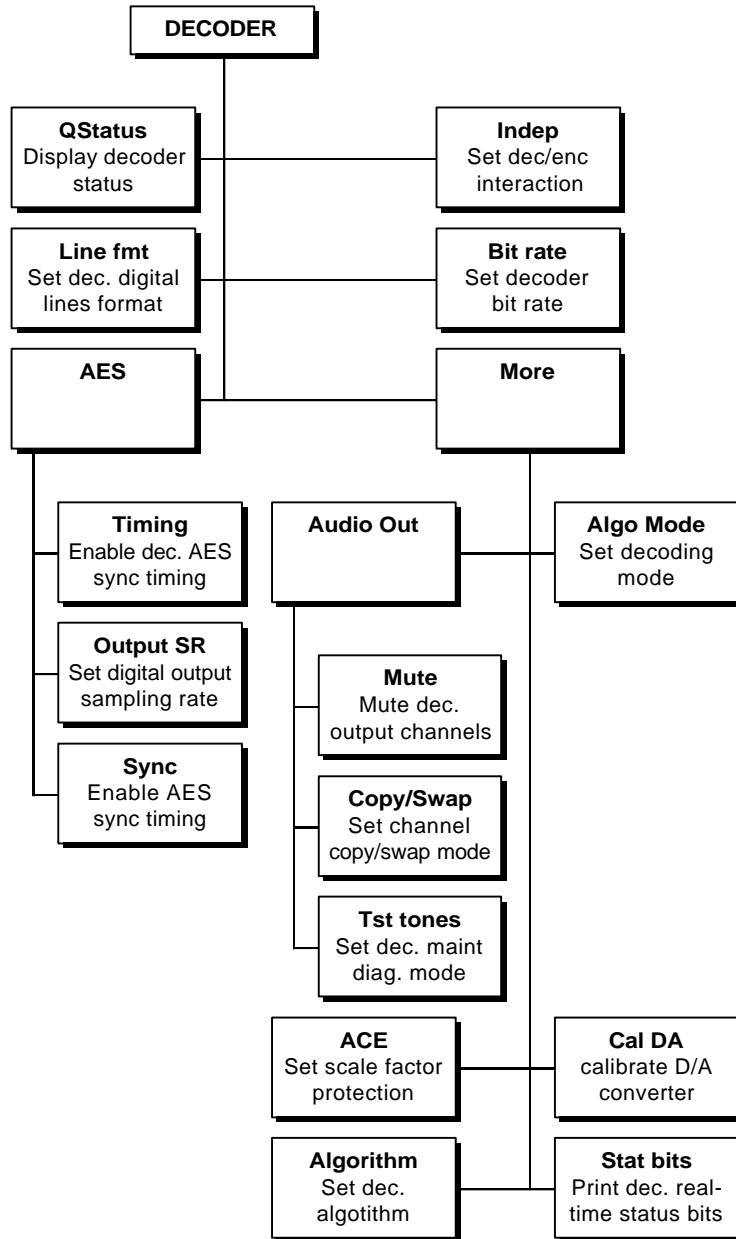 DECODER
QStatus
Display decoder
status
Indep
Set dec/enc
interaction
Line fmt
Set dec. digital
lines format
Bit rate
Set decoder
bit rate
AES
More
Timing
Enable dec. AES
sync timing
Audio Out
Algo Mode
Set decoding
mode
Output SR
Set digital output
sampling rate
Mute
Mute dec.
output channels
Sync
Enable AES
sync timing
Copy/Swap
Set channel
copy/swap mode
Tst tones
Set dec. maint
diag. mode
ACE
Set scale factor
protection
Cal DA
calibrate D/A
converter
Algorithm
Set dec.
algotithm
Stat bits
Print dec. real-
time status bits